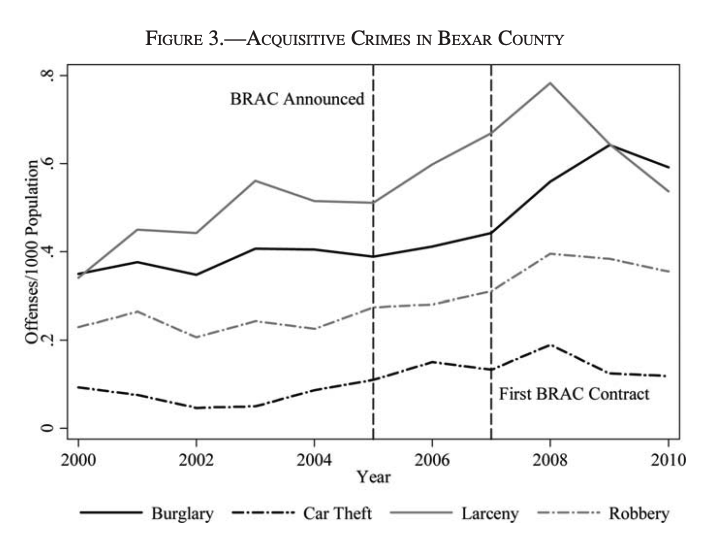 FIGURE 3.—ACQUISITIVE CRIMES IN BEXAR COUNTY
.8
BRAC Announced
.6
Offenses/1000 Population
.4
.2
First BRAC Contract
0
2000 2002 2004 2006 2008 2010
Year
Burglary Car Theft Larceny Robbery